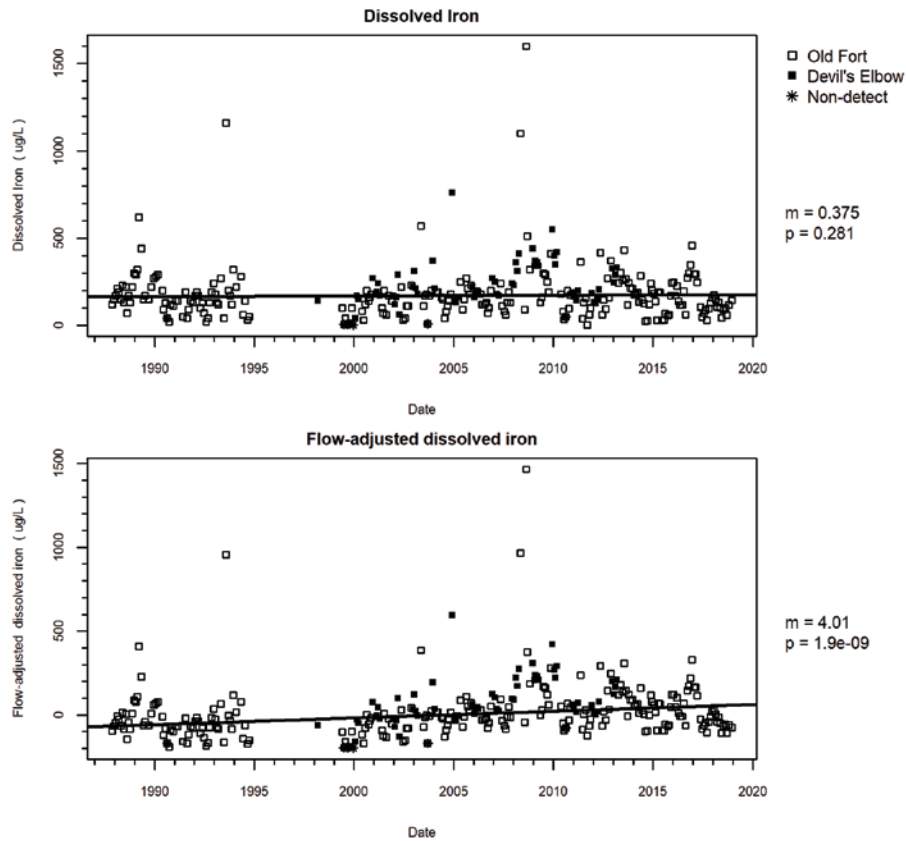 Dissolved Iron
1500
1000
500
0
Dissolved Iron ( ug/L )
1990 1995 2000 2005 2010 2015 2020
Date
Old Fort
Devil's Elbow
Non-detect
m = 0.375
p = 0.281
Flow-adjusted dissolved iron
1500
1000
500
0
Flow-adjusted dissolved iron ( ug/L )
1990 1995 2000 2005 2010 2015 2020
Date
m = 4.01
p = 1.9e-09